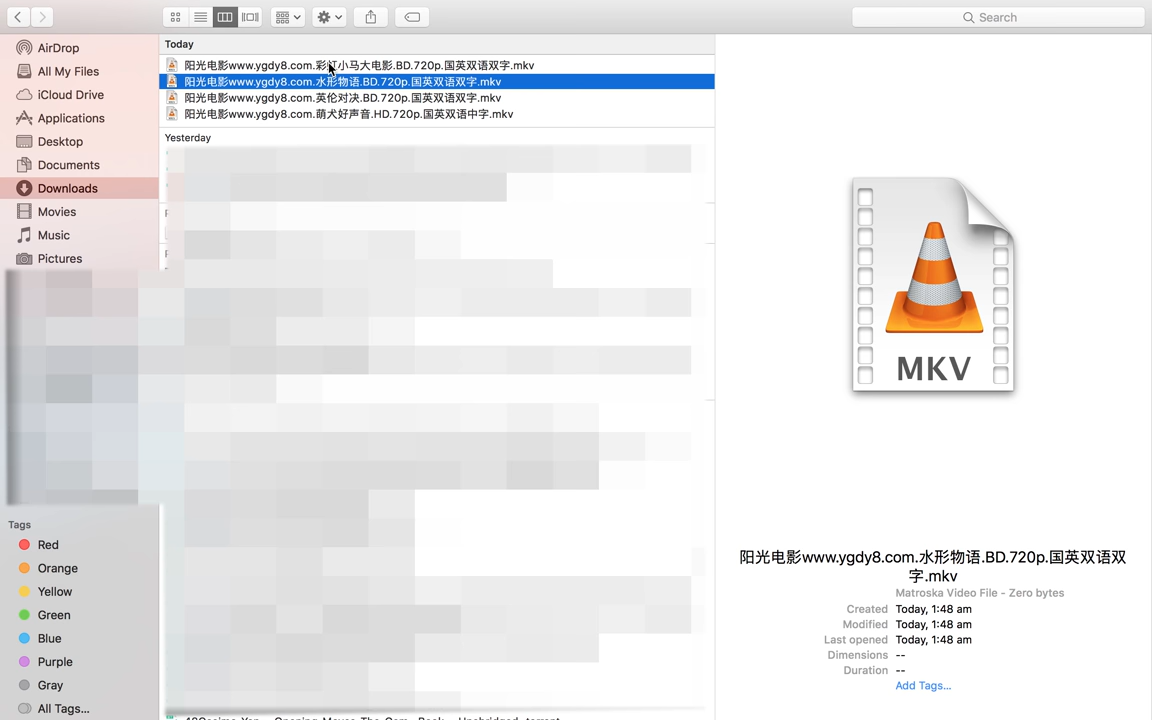 Search
AirDrop
All My Files
iCloud Drive
Applications
Desktop
Documents
Downloads
Movies
Music
Pictures
Tags
Red
Orange
Yellow
Green
Blue
Purple
Gray
All Tags...
Today
阳光电影www.ygdy8.com.彩虹小马大电影.BD.720p.国英双语双字.mkv
阳光电影www.ygdy8.com.水形物语.BD.720p.国英双语双字.mkv
阳光电影www.ygdy8.com.英伦对决.BD.720p.国英双语双字.mkv
阳光电影www.ygdy8.com.萌犬好声音.HD.720p.国英双语中字.mkv
Yesterday
MKV
阳光电影www.ygdy8.com.水形物语.BD.720p.国英双语双
字.mkv
Matroska Video File - Zero bytes
Created Today, 1:48 am
Modified Today, 1:48 am
Last opened Today, 1:48 am
Dimensions --
Duration --
Add Tags...